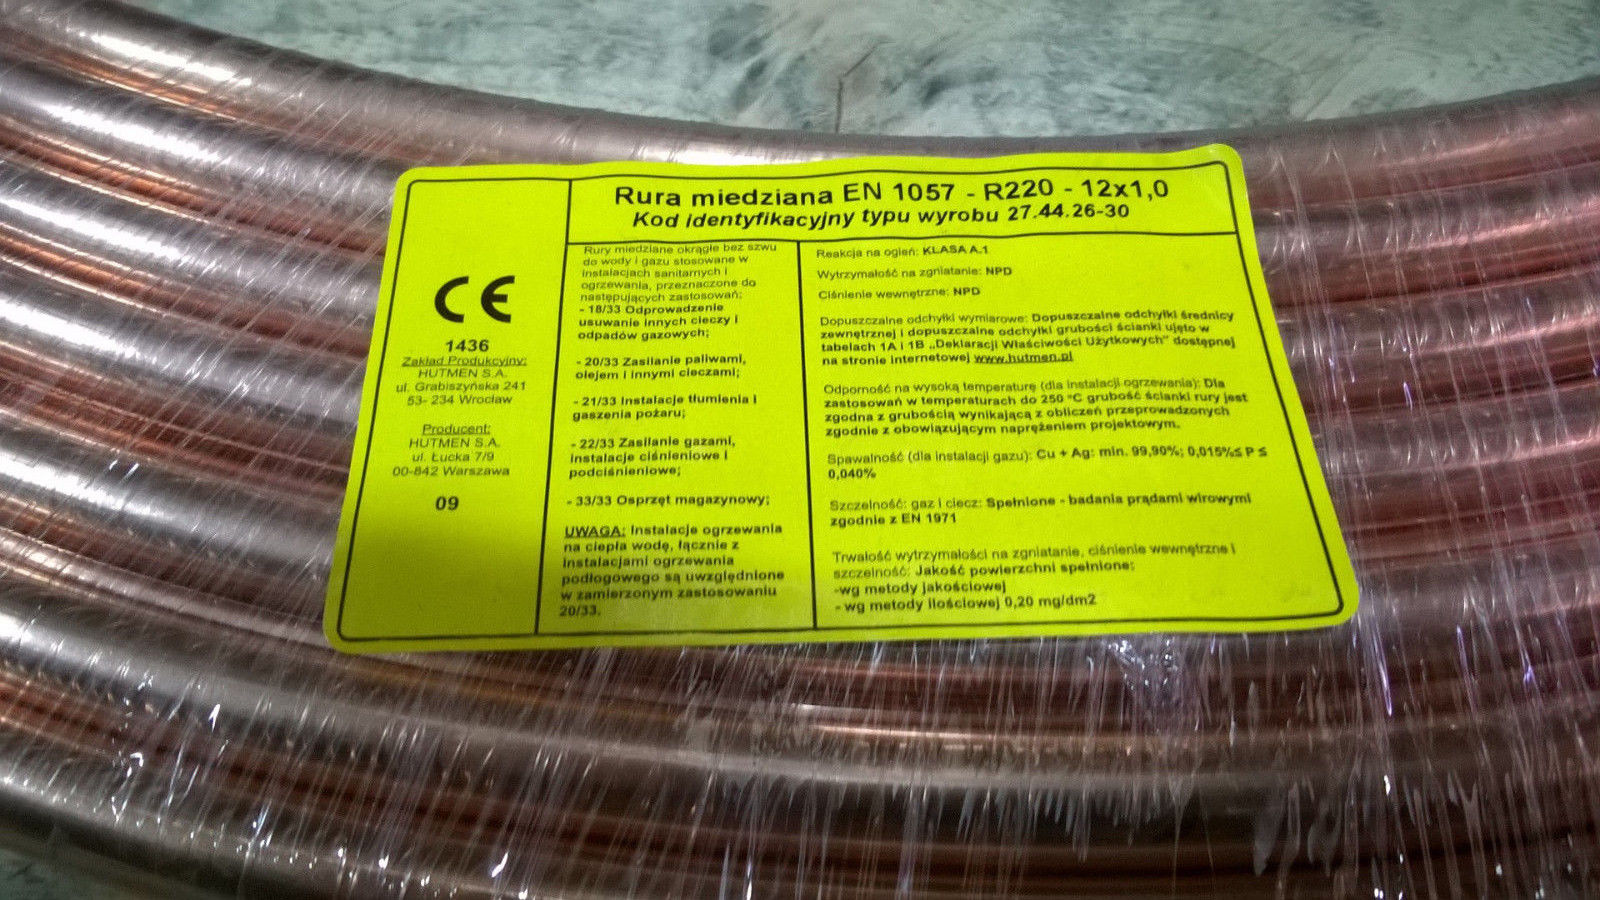 Rura miedziana EN 1057 - R220 - 12x1,0
Kod identyfikacyjny typu wyrobu 27.44.26-30
CE
1436
Zakład Produkcyjny:
HUTMEN S.A.
ul. Grabiszyńska 241
53- 234 Wrocław
Producent:
HUTMEN S.A.
ul. Łucka 7/9
00-842 Warszawa
09
Rury miedziane okrągłe bez szwu
do wody i gazu stosowane w
instalacjach sanitarnych i
ogrzewania, przeznaczone do
następujących zastosowań:
- 18/33 Odprowadzenie
usuwanie innych cieczy i
odpadów gazowych;
- 20/33 Zasilanie paliwami,
olejem i innymi cieczami;
- 21/33 Instalacje tłumienia i
gaszenia pożaru;
- 22/33 Zasilanie gazami,
instalacje ciśnieniowe i
podciśnieniowe;
- 33/33 Osprzęt magazynowy;
UWAGA: Instalacje ogrzewania
na ciepła wodę, łącznie z
instalacjami ogrzewania
podłogowego są uwzględnione
w zamierzonym zastosowaniu
20/33.
Reakcja na ogień: KLASA A.1
Wytrzymałość na zgniatanie: NPD
Ciśnienie wewnętrzne: NPD
Dopuszczalne odchyłki wymiarowe: Dopuszczalne odchyłki średnicy
zewnętrznej i dopuszczalne odchyłki grubości ścianki ujęto w
tabelach 1A i 1B „Deklaracji Właściwości Użytkowych" dostępnej
na stronie internetowej www.hutmen.pl
Odporność na wysoką temperaturę (dla instalacji ogrzewania): Dla
zastosowań w temperaturach do 250 °C grubość ścianki rury jest
zgodna z grubością wynikającą z obliczeń przeprowadzonych
zgodnie z obowiązującym naprężeniem projektowym.
Spawalność (dla instalacji gazu): Cu + Ag: min. 99,90%; 0,015%≤ P ≤
0,040%
Szczelność: gaz i ciecz: Spełnione - badania prądami wirowymi
zgodnie z EN 1971
Trwałość wytrzymałości na zgniatanie, ciśnienie wewnętrzne i
szczelność: Jakość powierzchni spełnione:
-wg metody jakościowej
- wg metody ilościowej 0,20 mg/dm2